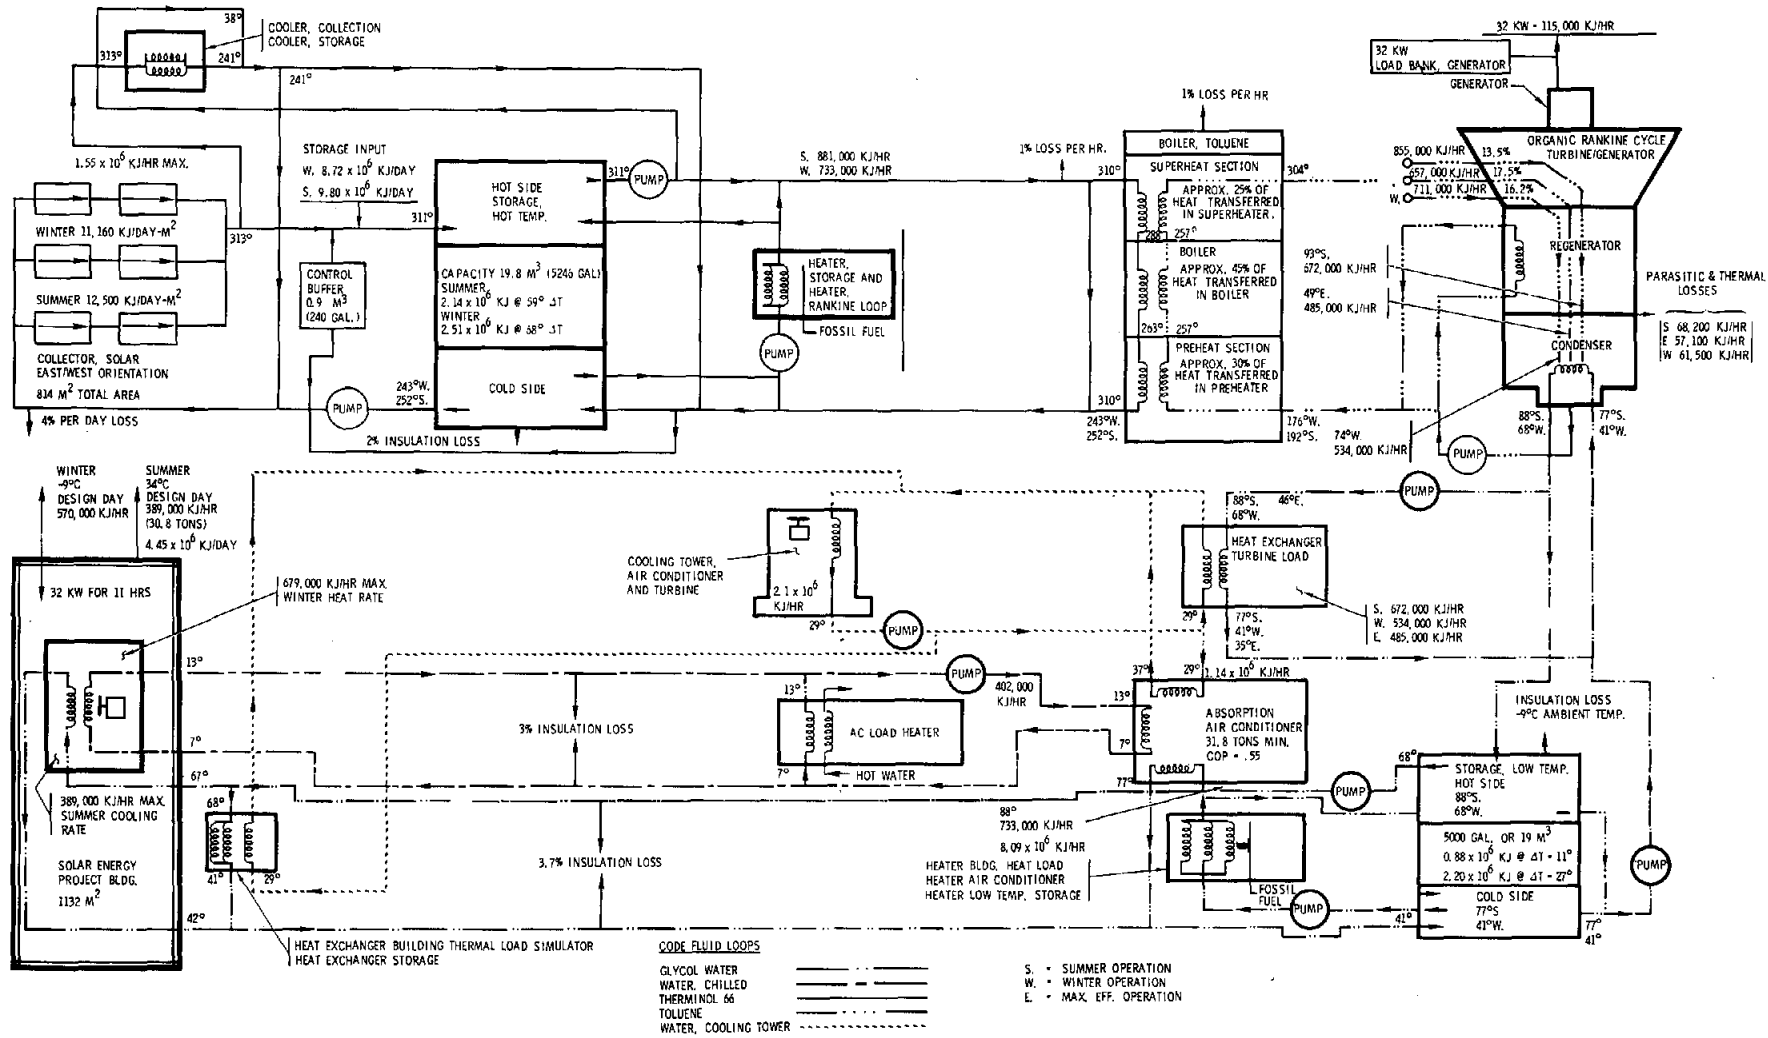 38°
COOLER, COLLECTION
COOLER, STORAGE
313°
241°
241°
32 KW - 115,000 KJ/HR
32 KW
LOAD BANK, GENERATOR
GENERATOR
ORGANIC RANKINE CYCLE
TURBINE/GENERATOR
855,000 KJ/HR
13.5%
657,000 KJ/HR
17.5%
711,000 KJ/HR
16.2%
W.
REGENERATOR
93°S.
672,000 KJ/HR
49°E.
485,000 KJ/HR
PARASITIC & THERMAL
LOSSES
S 68,200 KJ/HR
E 57,100 KJ/HR
W 61,500 KJ/HR
CONDENSER
88°S.
68°W.
77°S.
41°W.
74°W.
534,000 KJ/HR
PUMP
1.55 x 10⁶ KJ/HR MAX.
WINTER 11,160 KJ/DAY-M²
313°
SUMMER 12,500 KJ/DAY-M²
COLLECTOR, SOLAR
EAST/WEST ORIENTATION
814 M² TOTAL AREA
4% PER DAY LOSS
STORAGE INPUT
W. 8.72 x 10⁶ KJ/DAY
S. 9.80 x 10⁶ KJ/DAY
311°
CONTROL
BUFFER
0.9 M³
(240 GAL.)
HOT SIDE
STORAGE,
HOT TEMP.
311°
PUMP
CAPACITY 19.8 M³ (5246 GAL)
SUMMER
2.14 x 10⁶ KJ @ 59° ΔT
WINTER
2.51 x 10⁶ KJ @ 68° ΔT
COLD SIDE
243°W.
252°S.
PUMP
2% INSULATION LOSS
S. 881,000 KJ/HR
W. 733,000 KJ/HR
HEATER,
STORAGE AND
HEATER,
RANKINE LOOP
FOSSIL FUEL
PUMP
1% LOSS PER HR
1% LOSS PER HR.
BOILER, TOLUENE
SUPERHEAT SECTION
310°
304°
APPROX. 25% OF
HEAT TRANSFERRED
IN SUPERHEATER.
288
257°
BOILER
APPROX. 45% OF
HEAT TRANSFERRED
IN BOILER
263°
257°
PREHEAT SECTION
APPROX. 30% OF
HEAT TRANSFERRED
IN PREHEATER
310°
243°W.
252°S.
176°W.
192°S.
WINTER
-9°C
DESIGN DAY
570,000 KJ/HR
SUMMER
34°C
DESIGN DAY
389,000 KJ/HR
(30.8 TONS)
4.45 x 10⁶ KJ/DAY
32 KW FOR 11 HRS
679,000 KJ/HR MAX.
WINTER HEAT RATE
13°
7°
67°
389,000 KJ/HR MAX.
SUMMER COOLING
RATE
SOLAR ENERGY
PROJECT BLDG.
1132 M²
42°
68°
41°
29°
HEAT EXCHANGER BUILDING THERMAL LOAD SIMULATOR
HEAT EXCHANGER STORAGE
COOLING TOWER,
AIR CONDITIONER
AND TURBINE
2.1 x 10⁶
KJ/HR
29°
PUMP
3% INSULATION LOSS
3.7% INSULATION LOSS
13°
AC LOAD HEATER
7°
HOT WATER
PUMP
402,000
KJ/HR
88°S.
46°E.
68°W.
PUMP
HEAT EXCHANGER
TURBINE LOAD
29°
77°S.
41°W.
35°E.
S. 672,000 KJ/HR
W. 534,000 KJ/HR
E. 485,000 KJ/HR
37°
29°
1.14 x 10⁶ KJ/HR
13°
7°
77°
ABSORPTION
AIR CONDITIONER
31.8 TONS MIN.
COP = .55
88°
733,000 KJ/HR
8.09 x 10⁶ KJ/HR
HEATER BLDG. HEAT LOAD
HEATER AIR CONDITIONER
HEATER LOW TEMP. STORAGE
FOSSIL
FUEL
PUMP
PUMP
INSULATION LOSS
-9°C AMBIENT TEMP.
68°
STORAGE, LOW TEMP.
HOT SIDE
88°S.
68°W.
5000 GAL. OR 19 M³
0.88 x 10⁶ KJ @ ΔT = 11°
2.20 x 10⁶ KJ @ ΔT = 27°
COLD SIDE
77°S
41°W.
41°
77°
41°
PUMP
CODE FLUID LOOPS
GLYCOL WATER
WATER, CHILLED
THERMINOL 66
TOLUENE
WATER, COOLING TOWER
S. = SUMMER OPERATION
W. = WINTER OPERATION
E. = MAX. EFF. OPERATION